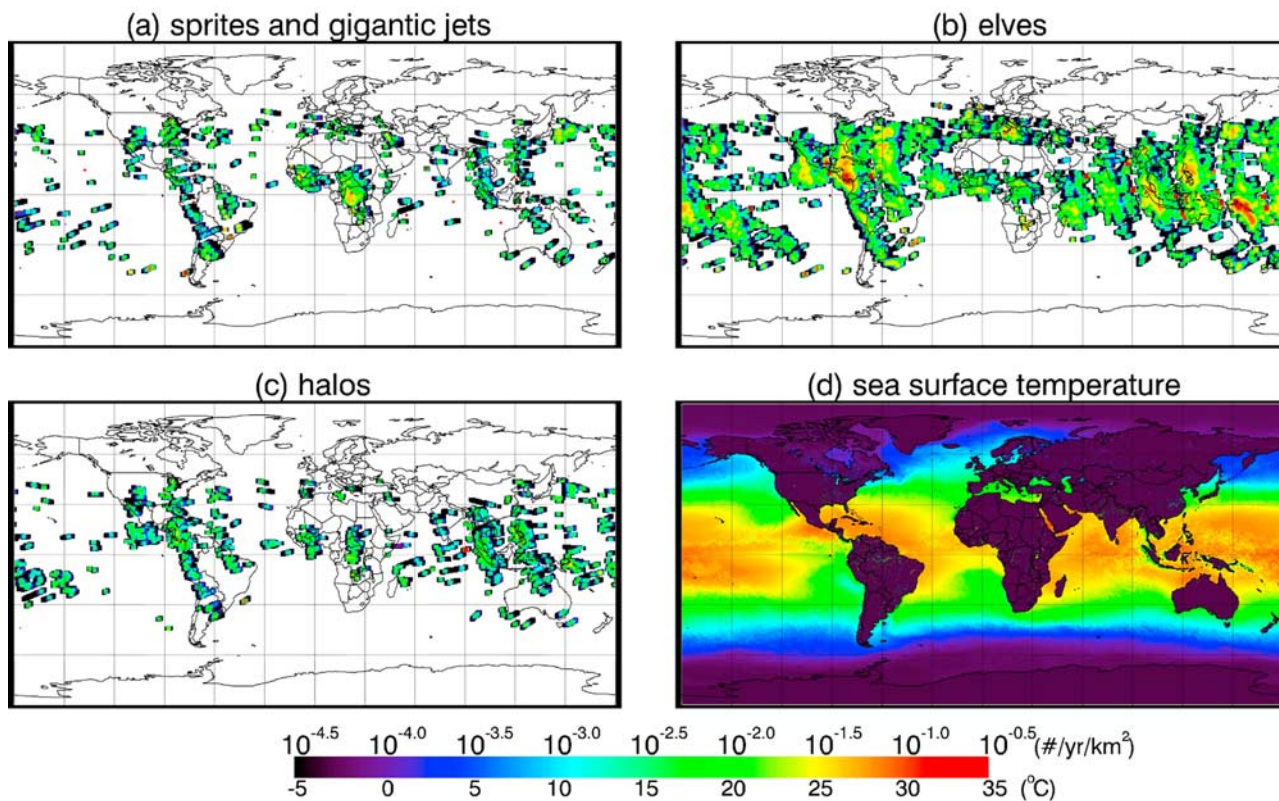 (a) sprites and gigantic jets
(b) elves
(c) halos
(d) sea surface temperature
10^-4.5 10^-4.0 10^-3.5 10^-3.0 10^-2.5 10^-2.0 10^-1.5 10^-1.0 10^-0.5 (#/yr/km²)
-5 0 5 10 15 20 25 30 35 (°C)